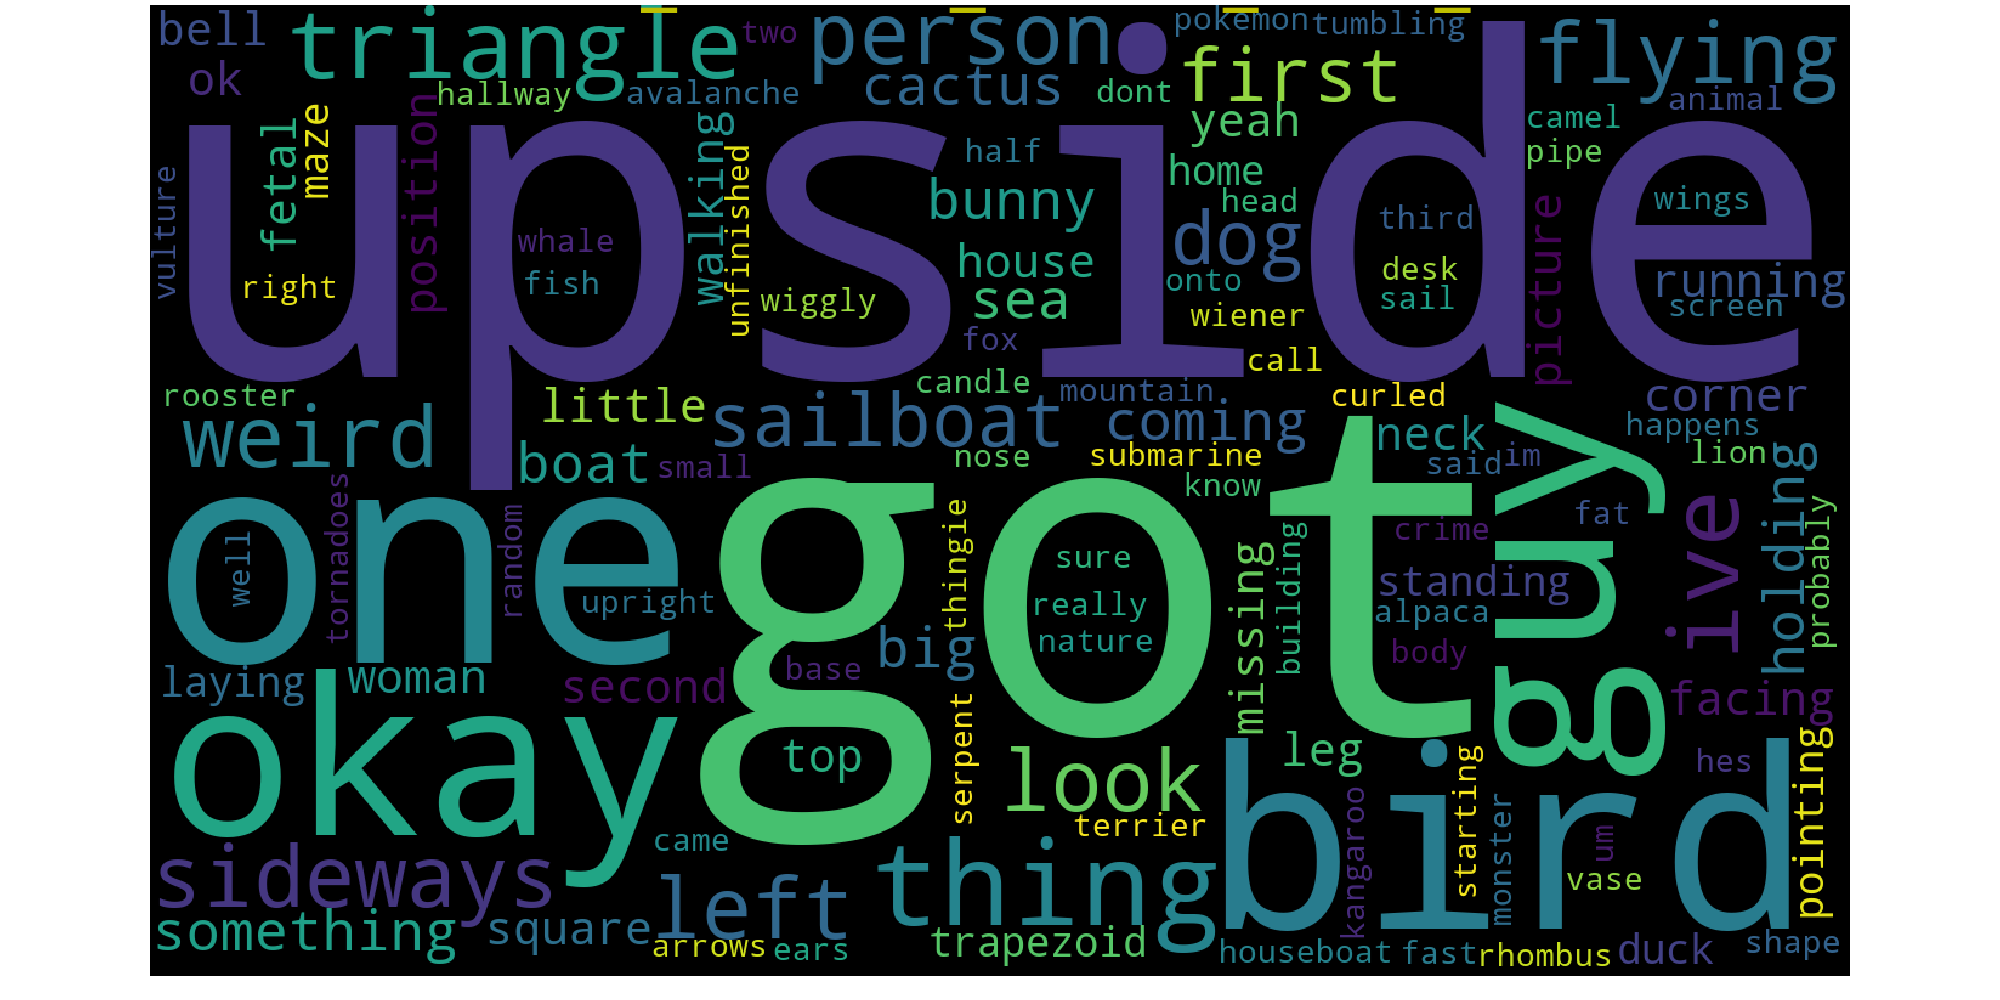 bell
triangle
two
person
pokemon
tumbling
flying
ok
hallway
avalanche
cactus
dont
first
animal
upside
vulture
fetal
maze
position
walking
unfinished
half
yeah
camel
pipe
home
bunny
head
dog
third
picture
wings
whale
fish
right
wiggly
house
sea
onto
wiener
desk
sail
running
screen
fox
call
rooster
little
candle
mountain
curled
corner
weird
sailboat
coming
neck
happens
boat
small
nose
submarine
said
im
lion
know
guy
holding
one
got
tornadoes
random
well
thingie
sure
crime
fat
ive
probably
upright
really
nature
missing
building
standing
alpaca
body
laying
woman
second
base
big
facing
okay
top
serpent
look
leg
starting
hes
pointing
came
terrier
kangaroo
monster
um
bird
sideways
left
thing
vase
something
square
arrows
ears
trapezoid
houseboat
fast
rhombus
duck
shape